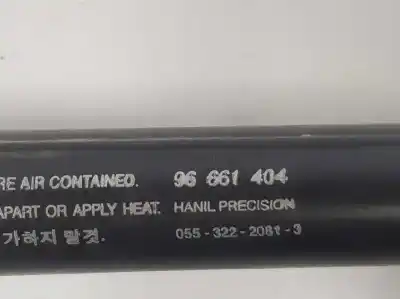 RE AIR CONTAINED. 96 661 404
APART OR APPLY HEAT. HANIL PRECISION
가하지 말것. 055-322-2081-3